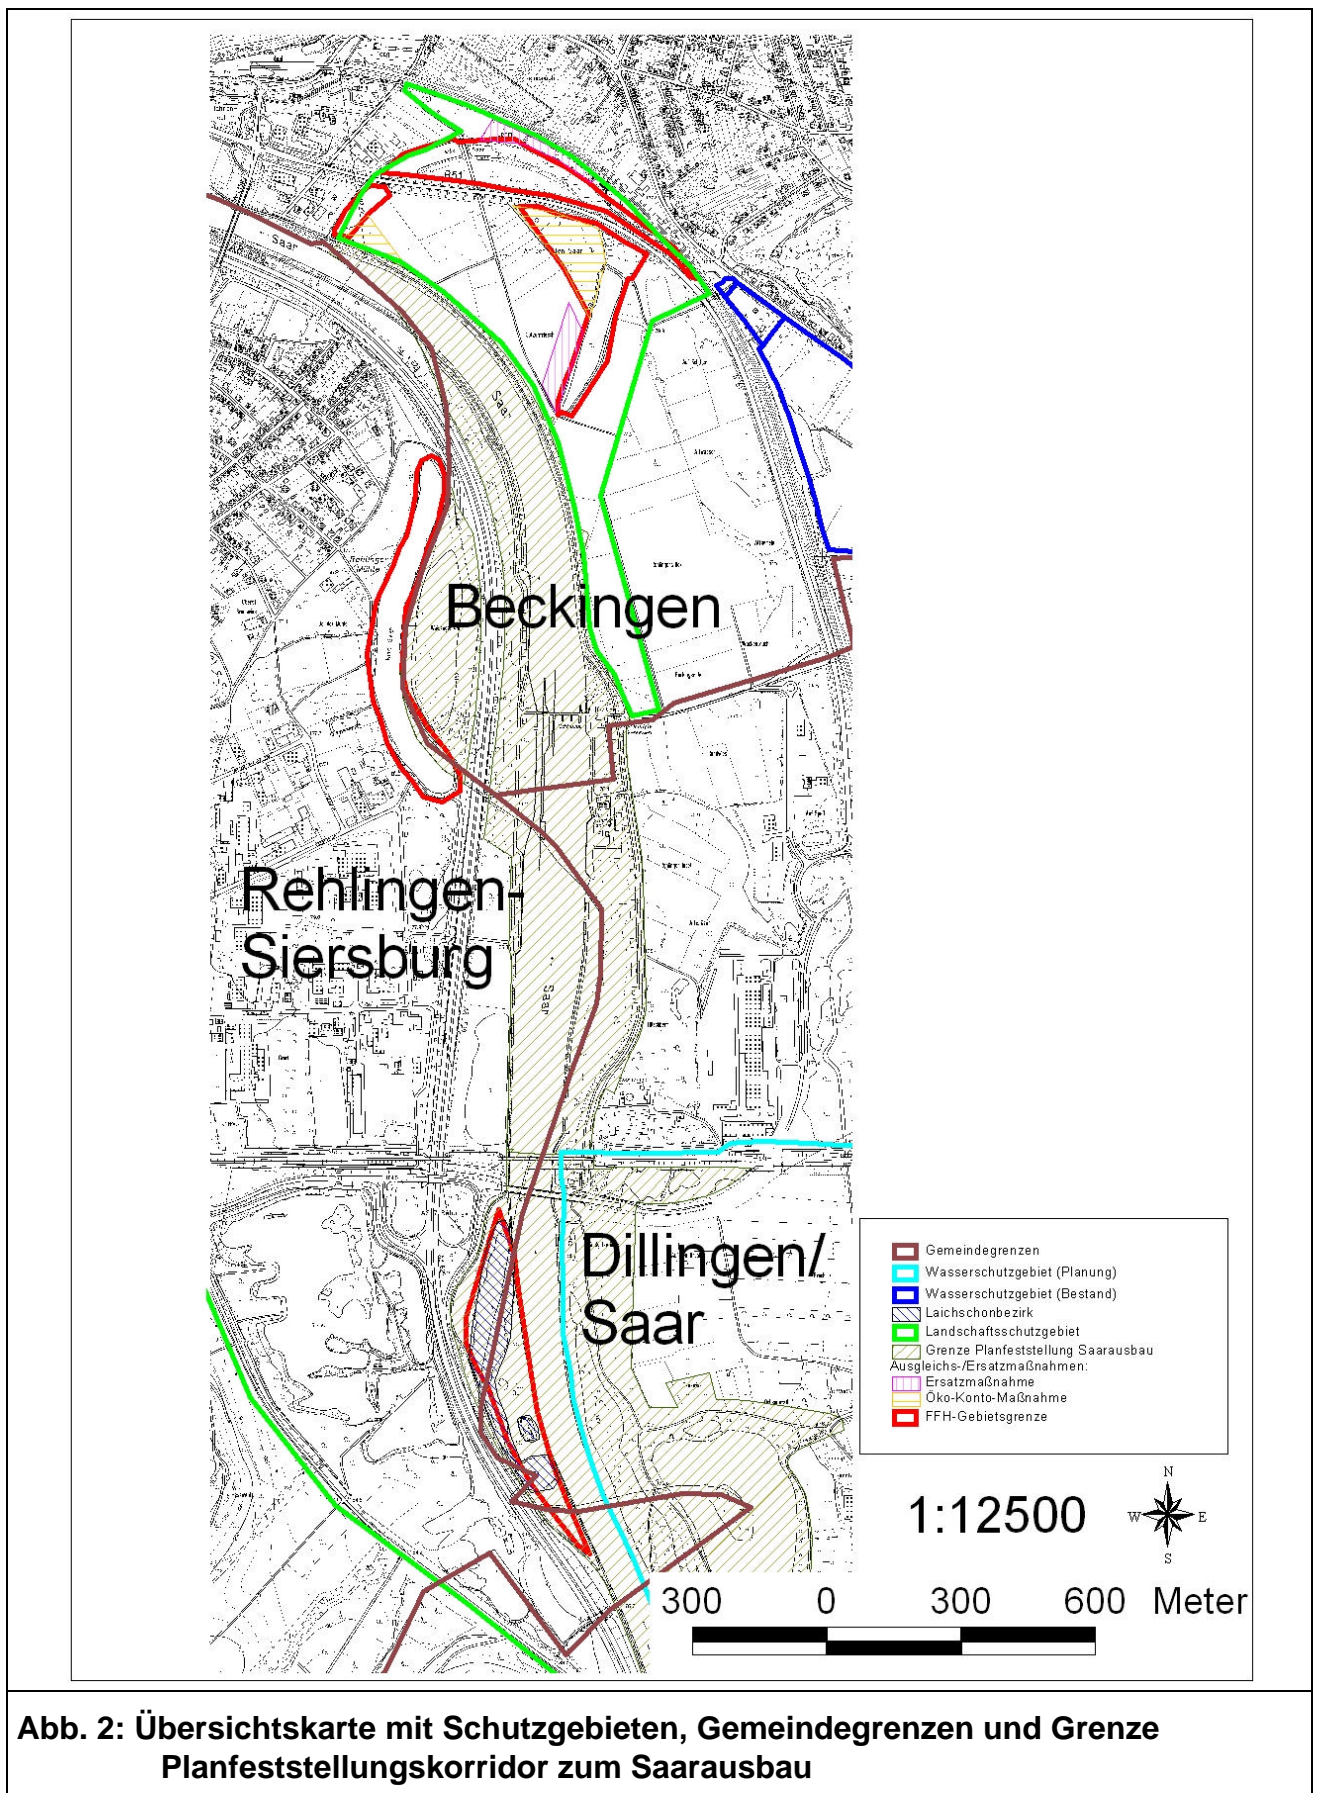 Saar
B51
Saar
Beckingen
Rehlingen-
Siersburg
Saar
Dillingen/
Saar
Gemeindegrenzen
Wasserschutzgebiet (Planung)
Wasserschutzgebiet (Bestand)
Laichschonbezirk
Landschaftsschutzgebiet
Grenze Planfeststellung Saarausbau
Ausgleichs-/Ersatzmaßnahmen:
Ersatzmaßnahme
Öko-Konto-Maßnahme
FFH-Gebietsgrenze
1:12500
N
W E
S
300 0 300 600 Meter
Abb. 2: Übersichtskarte mit Schutzgebieten, Gemeindegrenzen und Grenze
Planfeststellungskorridor zum Saarausbau